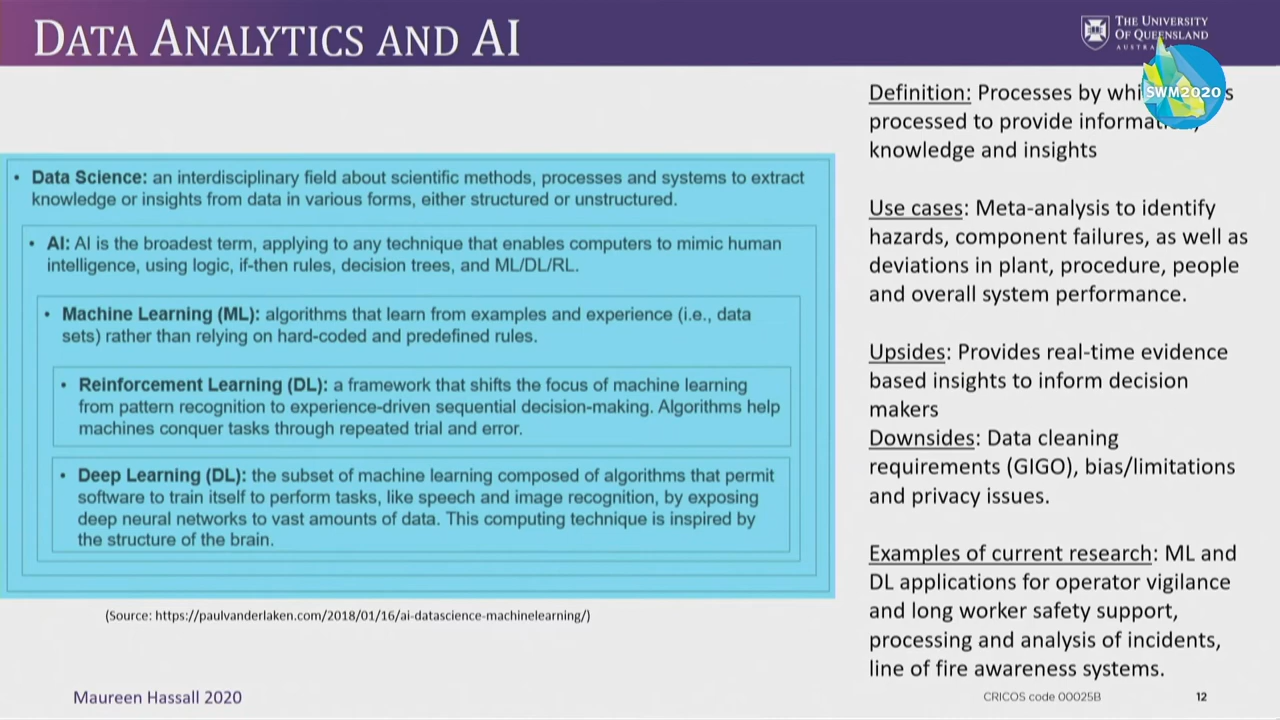 DATA ANALYTICS AND AI
THE UNIVERSITY
OF QUEENSLAND
SWM2020
Definition: Processes by
processed to provide
knowledge and insights
Use cases: Meta-analysis to identify
hazards, component failures, as well as
deviations in plant, procedure, people
and overall system performance.
Upsides: Provides real-time evidence
based insights to inform decision
makers
Downsides: Data cleaning
requirements (GIGO), bias/limitations
and privacy issues.
Examples of current research: ML and
DL applications for operator vigilance
and long worker safety support,
processing and analysis of incidents,
line of fire awareness systems.
• Data Science: an interdisciplinary field about scientific methods, processes and systems to extract
knowledge or insights from data in various forms, either structured or unstructured.
• AI: AI is the broadest term, applying to any technique that enables computers to mimic human
intelligence, using logic, if-then rules, decision trees, and ML/DL/RL.
• Machine Learning (ML): algorithms that learn from examples and experience (i.e., data
sets) rather than relying on hard-coded and predefined rules.
• Reinforcement Learning (DL): a framework that shifts the focus of machine learning
from pattern recognition to experience-driven sequential decision-making. Algorithms help
machines conquer tasks through repeated trial and error.
• Deep Learning (DL): the subset of machine learning composed of algorithms that permit
software to train itself to perform tasks, like speech and image recognition, by exposing
deep neural networks to vast amounts of data. This computing technique is inspired by
the structure of the brain.
(Source: https://paulvanderlaken.com/2018/01/16/ai-datascience-machinelearning/)
Maureen Hassall 2020
CRICOS code 00025B
12